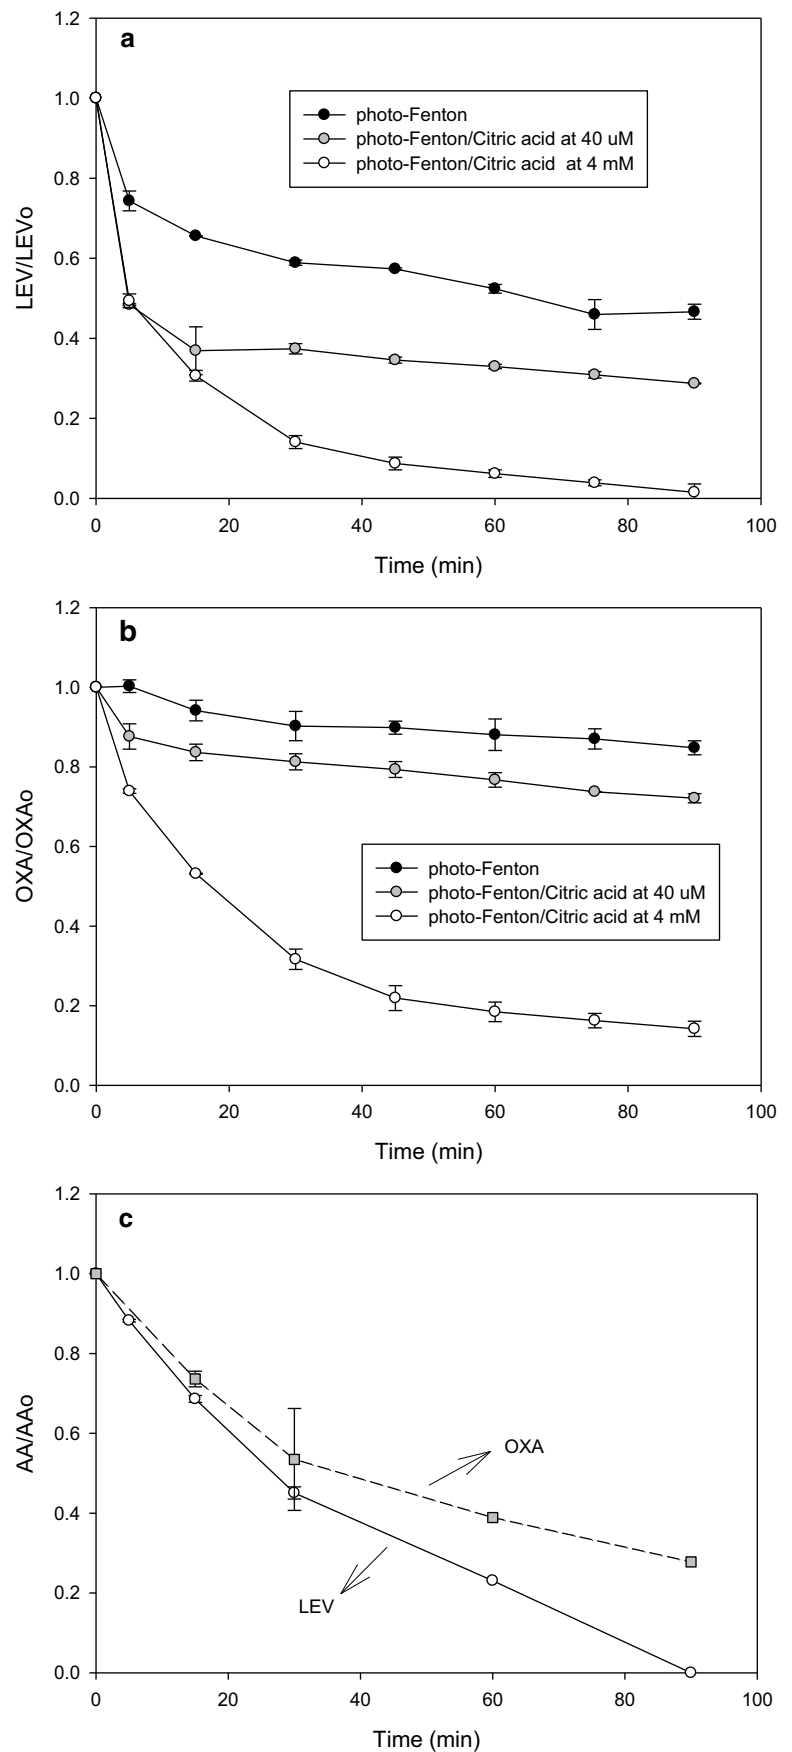 1.2
a
1.0
photo-Fenton
photo-Fenton/Citric acid at 40 uM
photo-Fenton/Citric acid  at 4 mM
0.8
LEV/LEVo
0.6
0.4
0.2
0.0
0 20 40 60 80 100
Time (min)
1.2
b
1.0
0.8
OXA/OXAo
0.6
photo-Fenton
photo-Fenton/Citric acid at 40 uM
photo-Fenton/Citric acid at 4 mM
0.4
0.2
0.0
0 20 40 60 80 100
Time (min)
1.2
c
1.0
0.8
AA/AAo
0.6
OXA
0.4
0.2
LEV
0.0
0 20 40 60 80 100
Time (min)